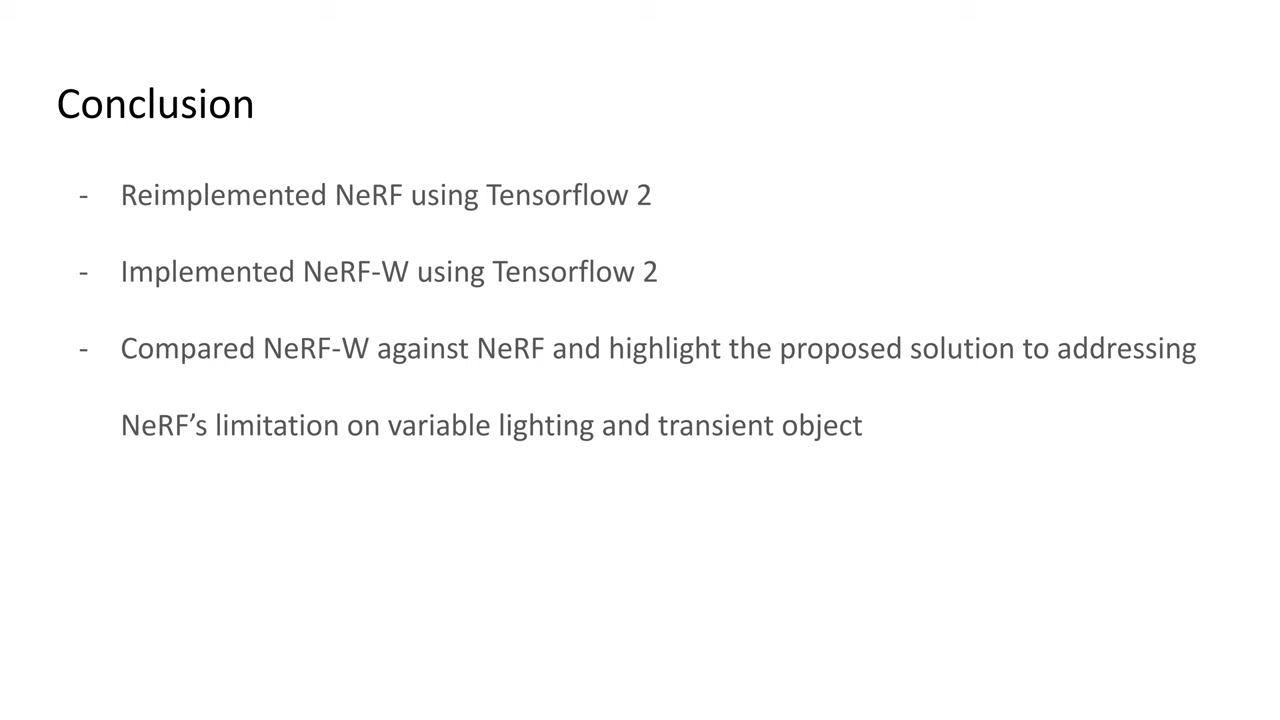 Conclusion
- Reimplemented NeRF using Tensorflow 2
- Implemented NeRF-W using Tensorflow 2
- Compared NeRF-W against NeRF and highlight the proposed solution to addressing
NeRF’s limitation on variable lighting and transient object